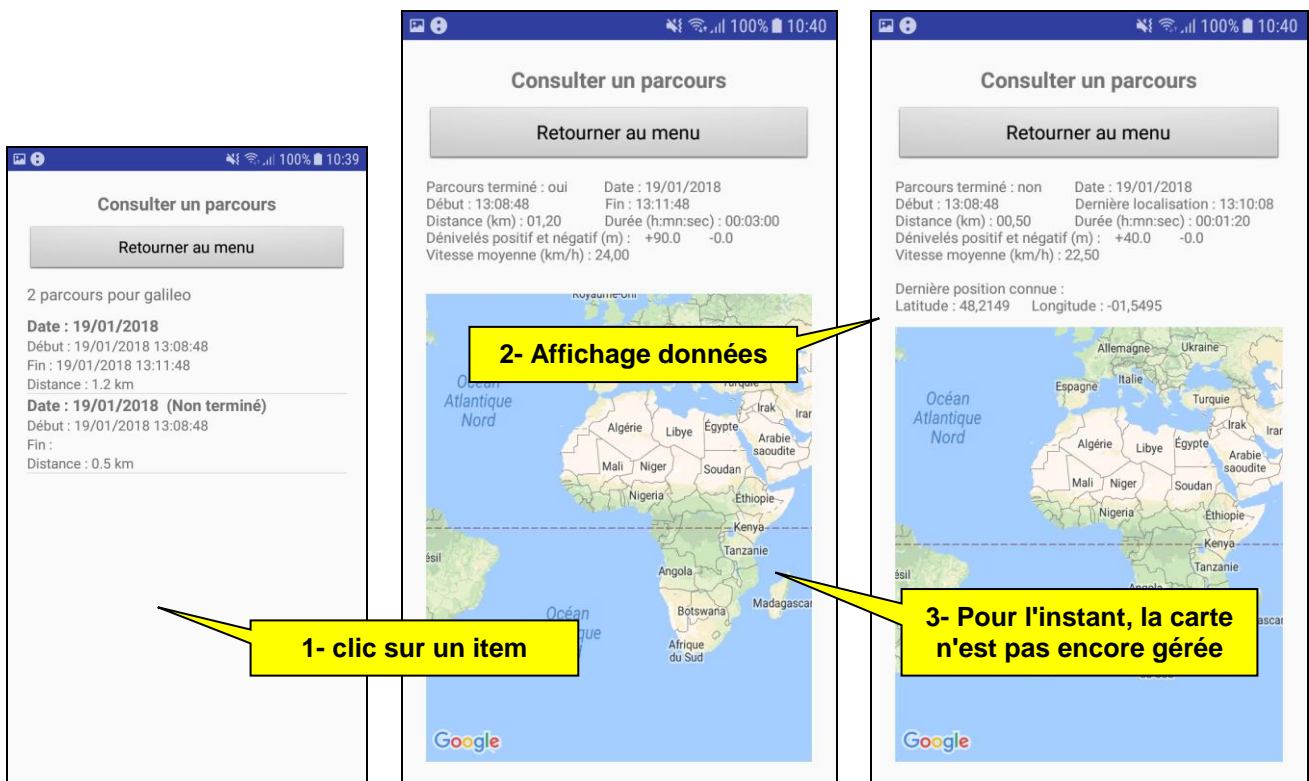 10:39
100%
Consulter un parcours
Retourner au menu
2 parcours pour galileo
Date : 19/01/2018
Début : 19/01/2018 13:08:48
Fin : 19/01/2018 13:11:48
Distance : 1.2 km
Date : 19/01/2018 (Non terminé)
Début : 19/01/2018 13:08:48
Fin :
Distance : 0.5 km
1- clic sur un item
100% 10:40
Consulter un parcours
Retourner au menu
Parcours terminé : oui Date : 19/01/2018
Début : 13:08:48 Fin : 13:11:48
Distance (km) : 01,20 Durée (h:mn:sec) : 00:03:00
Dénivelés positif et négatif (m) : +90.0 -0.0
Vitesse moyenne (km/h) : 24,00
2- Affichage données
Atlantique
Nord
Irak
Iran
Algérie
Libye
Égypte
Arabie
saoudite
Mali
Niger
Soudan
Nigeria
Éthiopie
Kenya
Tanzanie
Angola
Botswana
Madagascar
Océan
Afrique
du Sud
Google
100% 10:40
Consulter un parcours
Retourner au menu
Parcours terminé : non Date : 19/01/2018
Début : 13:08:48 Dernière localisation : 13:10:08
Distance (km) : 00,50 Durée (h:mn:sec) : 00:01:20
Dénivelés positif et négatif (m) : +40.0 -0.0
Vitesse moyenne (km/h) : 22,50
Dernière position connue :
Latitude : 48,2149 Longitude : -01,5495
Allemagne
Ukraine
Espagne
Italie
Turquie
Océan
Atlantique
Nord
Irak
Iran
Algérie
Libye
Égypte
Arabie
saoudite
Mali
Niger
Soudan
Nigeria
Éthiopie
Kenya
Tanzanie
3- Pour l'instant, la carte
n'est pas encore gérée
Google